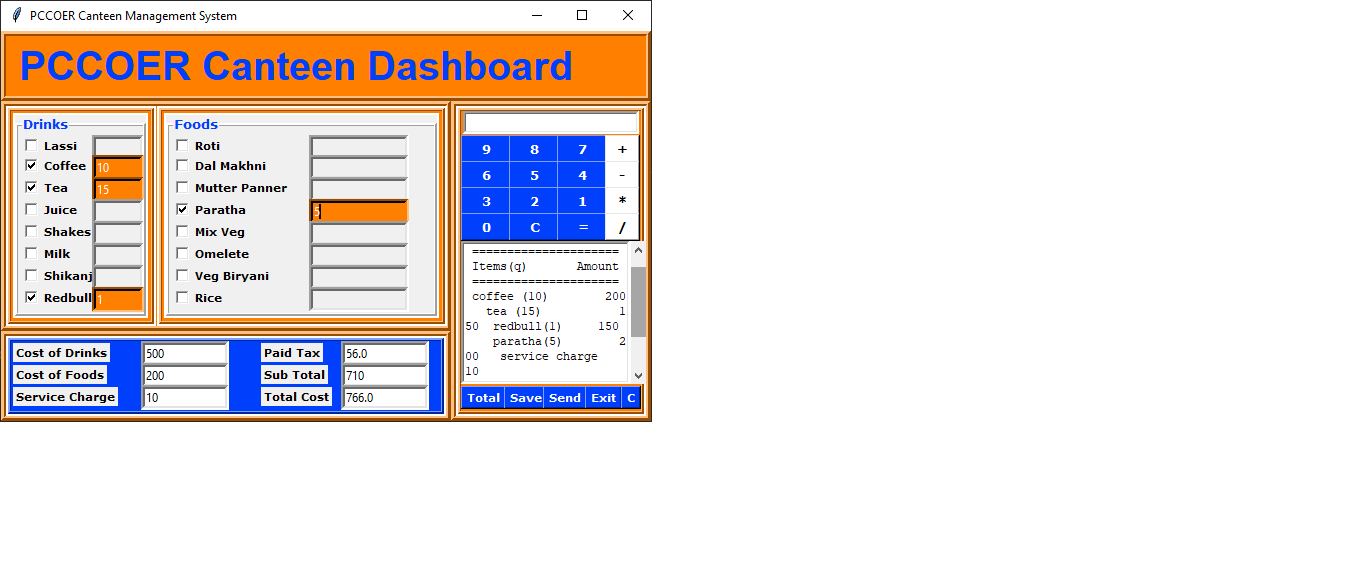 PCCOER Canteen Management System
PCCOER Canteen Dashboard
Drinks
Lassi
Coffee 10
Tea 15
Juice
Shakes
Milk
Shikanj
Redbull 1
Foods
Roti
Dal Makhni
Mutter Panner
Paratha 5
Mix Veg
Omelete
Veg Biryani
Rice
9 8 7 +
6 5 4 -
3 2 1 *
0 C = /
=====================
Items(q) Amount
=====================
coffee (10) 200
tea (15) 1
50 redbull(1) 150
paratha(5) 2
00 service charge
10
Total Save Send Exit C
Cost of Drinks 500 Paid Tax 56.0
Cost of Foods 200 Sub Total 710
Service Charge 10 Total Cost 766.0